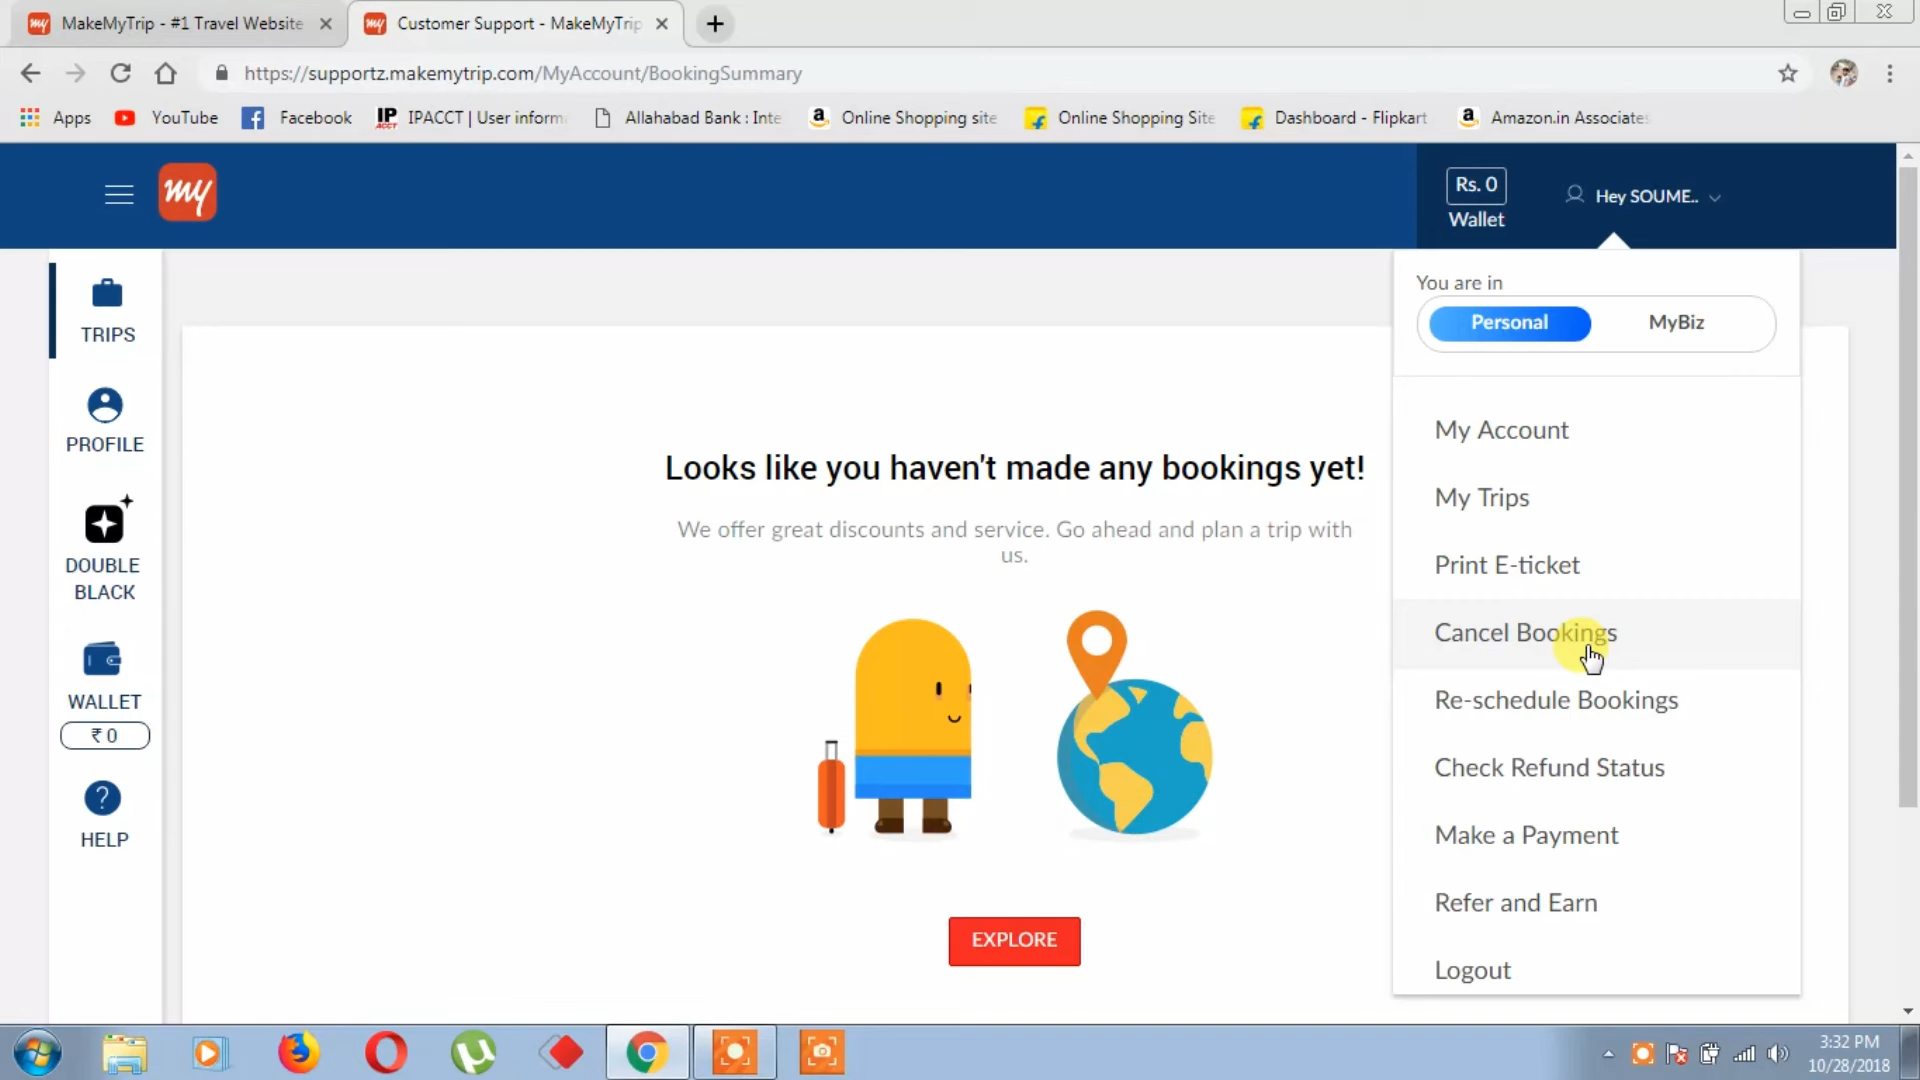 MakeMyTrip - #1 Travel Website
Customer Support - MakeMyTrip
https://supportz.makemytrip.com/MyAccount/BookingSummary
Apps
YouTube
Facebook
IP
ACCT
IPACCT | User inform
Allahabad Bank : Inte
Online Shopping site
Online Shopping Site
Dashboard - Flipkart
Amazon.in Associates
my
Rs. 0
Wallet
Hey SOUME..
You are in
Personal
MyBiz
TRIPS
PROFILE
DOUBLE
BLACK
WALLET
₹ 0
HELP
Looks like you haven't made any bookings yet!
We offer great discounts and service. Go ahead and plan a trip with
us.
EXPLORE
My Account
My Trips
Print E-ticket
Cancel Bookings
Re-schedule Bookings
Check Refund Status
Make a Payment
Refer and Earn
Logout
3:32 PM
10/28/2018